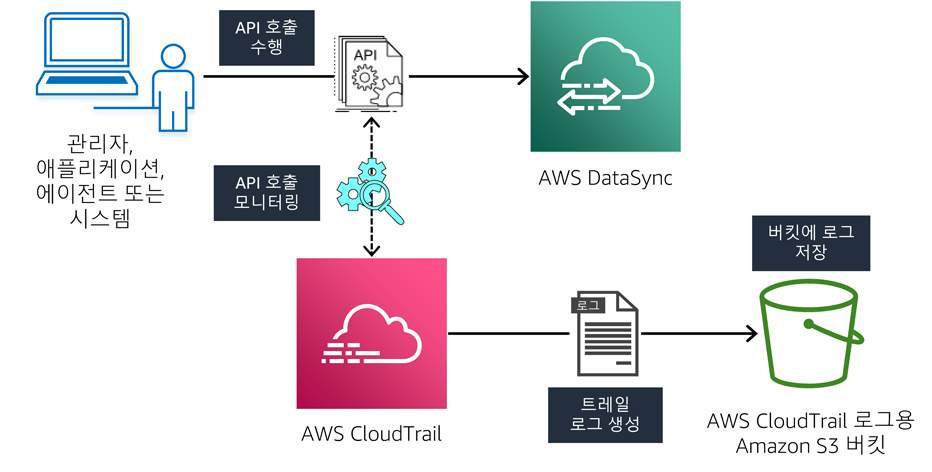 API 호출
수행
API
AWS DataSync
관리자,
애플리케이션,
에이전트 또는
시스템
API 호출
모니터링
버킷에 로그
저장
로그
트레일
로그 생성
AWS CloudTrail
AWS CloudTrail 로그용
Amazon S3 버킷